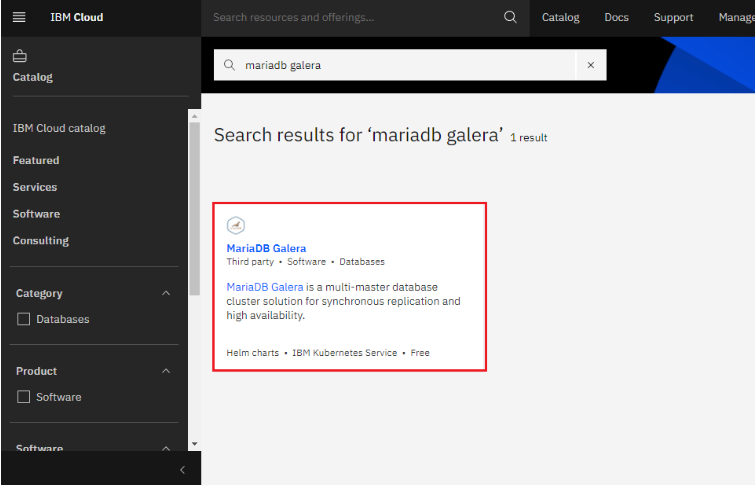 IBM Cloud
Search resources and offerings...
Catalog
Docs
Support
Manage
Catalog
IBM Cloud catalog
Featured
Services
Software
Consulting
Category
Databases
Product
Software
Software
mariadb galera
Search results for ‘mariadb galera’ 1 result
MariaDB Galera
Third party • Software • Databases
MariaDB Galera is a multi-master database
cluster solution for synchronous replication and
high availability.
Helm charts • IBM Kubernetes Service • Free